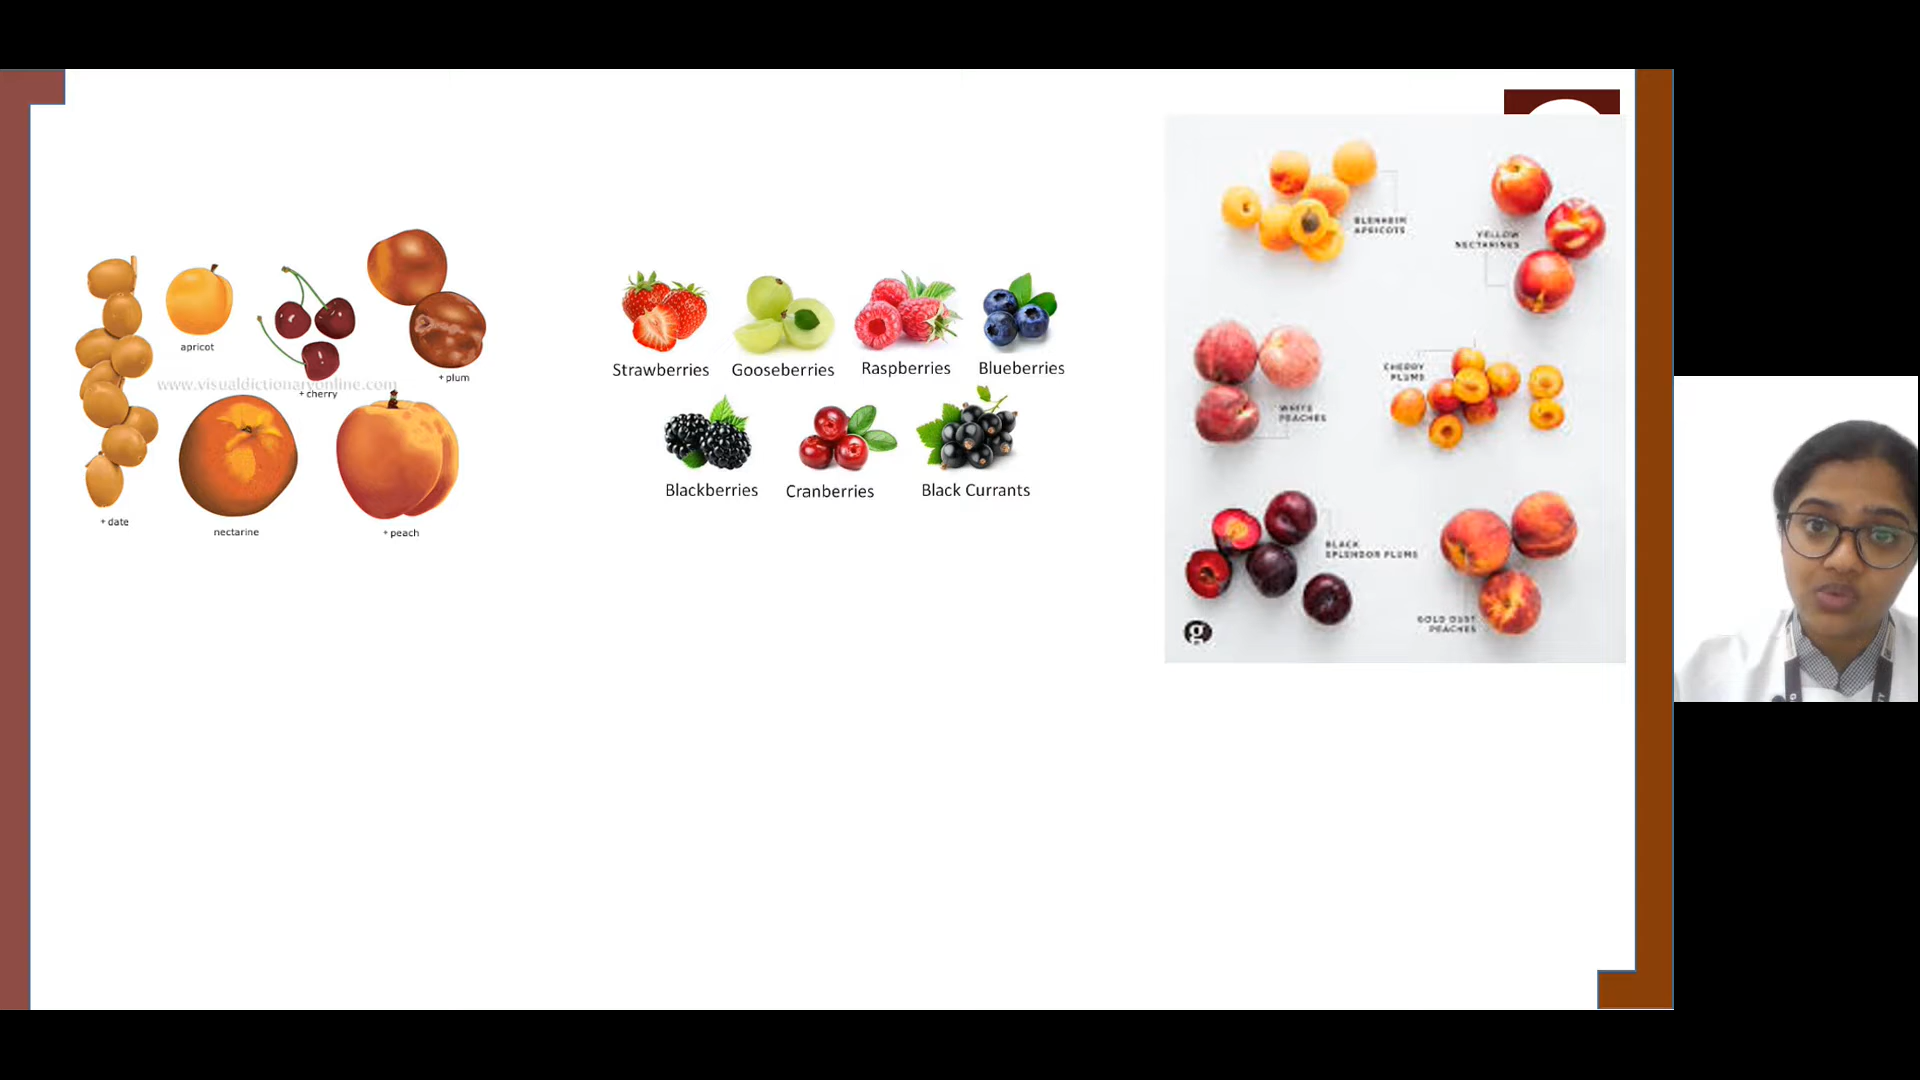 apricot
+ plum
www.visualdictionaryonline.com
+ cherry
+ date
nectarine
+ peach
Strawberries
Gooseberries
Raspberries
Blueberries
Blackberries
Cranberries
Black Currants
BLENHEIM
APRICOTS
YELLOW
NECTARINES
WHITE
PEACHES
CHERRY
PLUMS
BLACK
SPLENDOR PLUMS
GOLD DUST
PEACHES
g